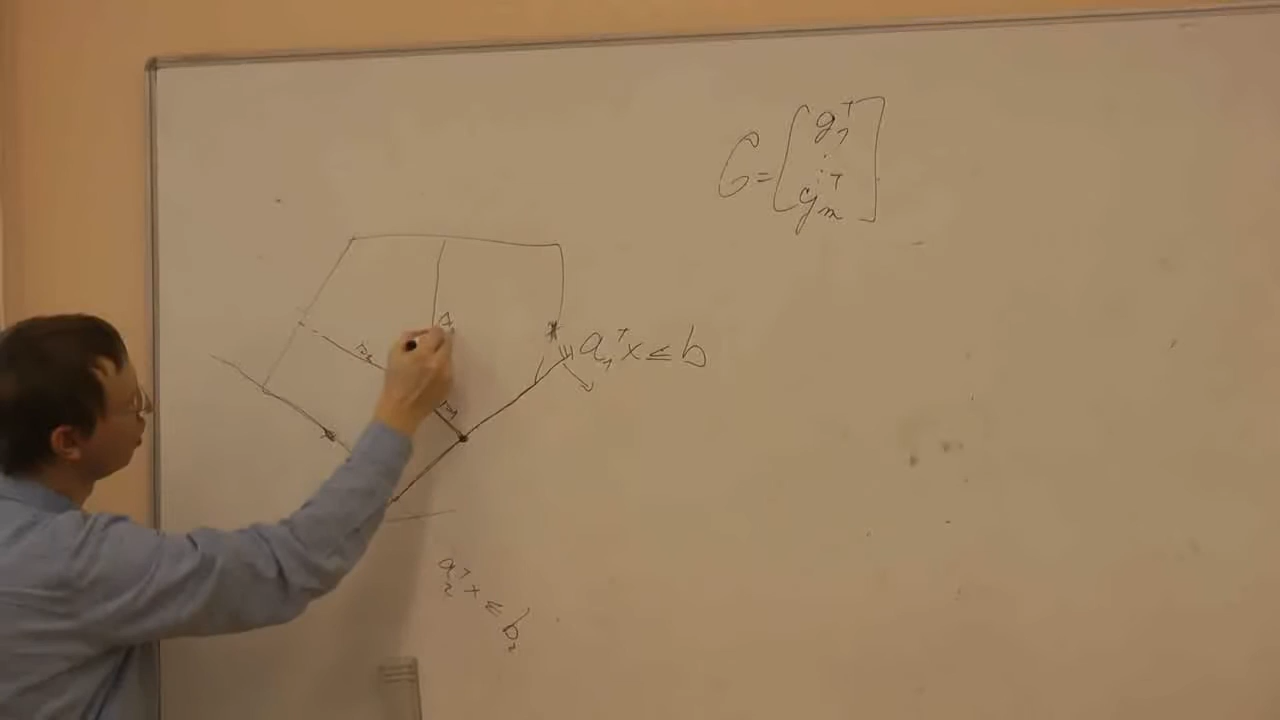 G = [g₁ᵀ
⋮
gₘᵀ]
a₁ᵀx ≤ b
a₂ᵀx ≤ b₂